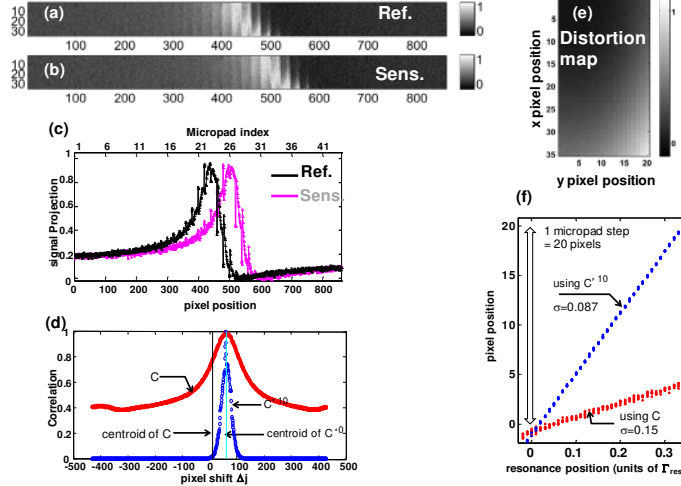 (a)
Ref.
10
20
30
100 200 300 400 500 600 700 800
1
0
(b)
Sens.
10
20
30
100 200 300 400 500 600 700 800
1
0
(c)
Micropad index
1 6 11 16 21 26 31 36 41
signal Projection
1
0.8
0.6
0.4
0.2
0
Ref.
Sens.
0 100 200 300 400 500 600 700 800
pixel position
(d)
Correlation
1
0.8
0.6
0.4
0.2
0
C
C' 10
centroid of C
centroid of C'
-500 -400 -300 -200 -100 0 100 200 300 400 500
pixel shift Δj
(e)
Distortion
map
x pixel position
5
10
15
20
25
30
35
5 10 15 20
y pixel position
1
0
(f)
pixel position
20
15
10
5
0
1 micropad step
= 20 pixels
using C' 10
σ=0.087
using C
σ=0.15
0 0.1 0.2 0.3
resonance position (units of Γres